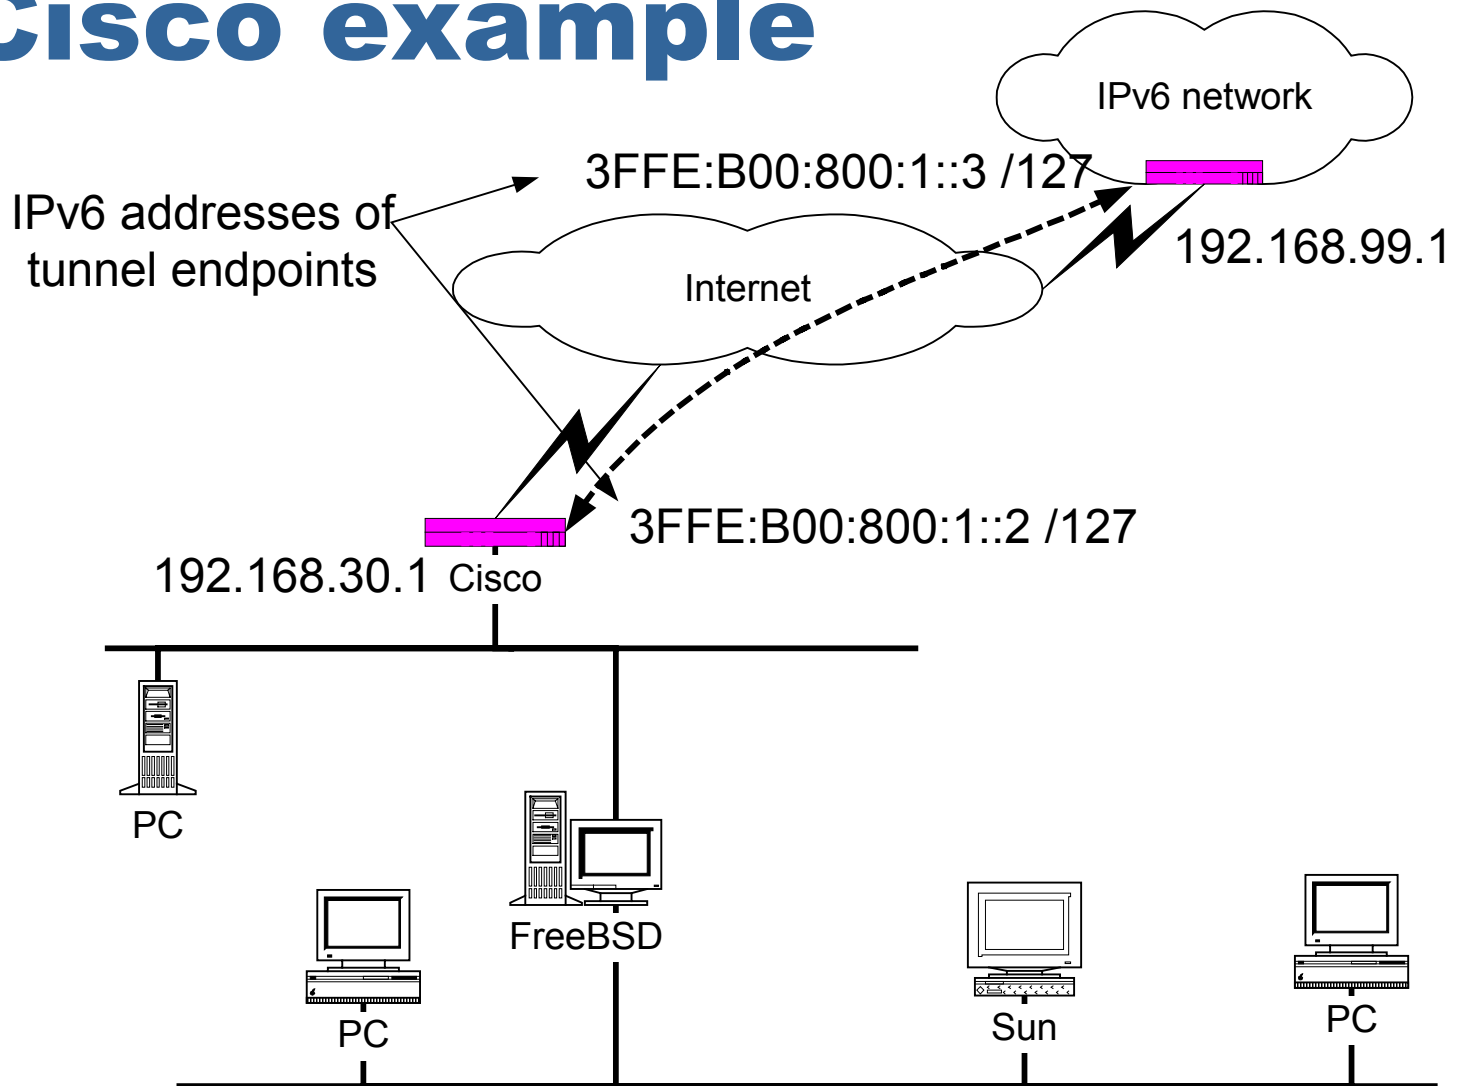 Cisco example
IPv6 network
3FFE:B00:800:1::3 /127
IPv6 addresses of
tunnel endpoints
192.168.99.1
Internet
3FFE:B00:800:1::2 /127
192.168.30.1
Cisco
PC
FreeBSD
PC
Sun
PC